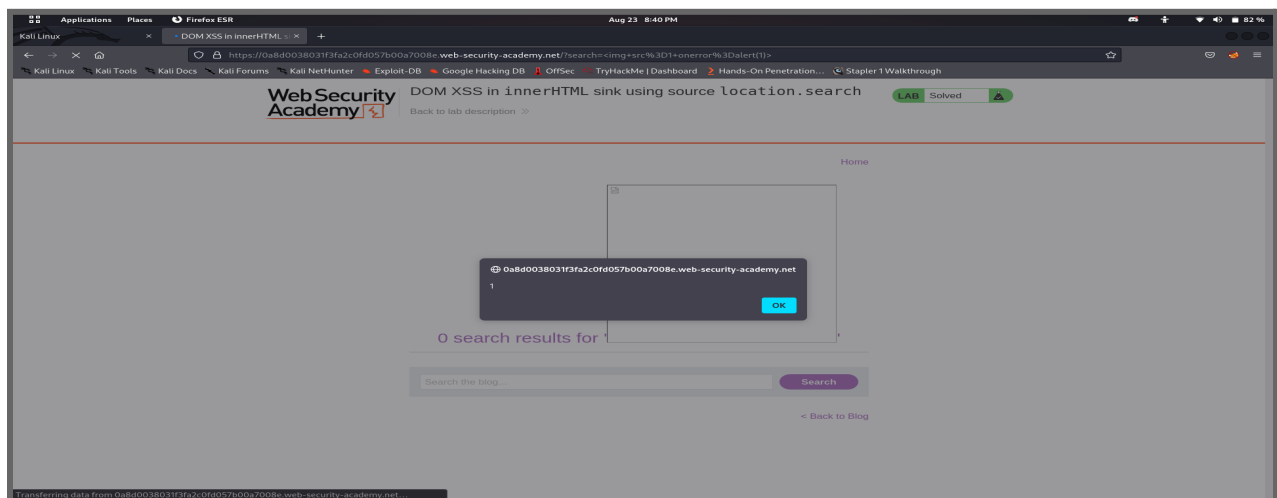 Applications Places Firefox ESR Aug 23 8:40 PM 82 %
Kali Linux × DOM XSS in innerHTML si × +
https://0a8d0038031f3fa2c0fd057b00a7008e.web-security-academy.net/?search=<img+src%3D1+onerror%3Dalert(1)>
Kali Linux Kali Tools Kali Docs Kali Forums Kali NetHunter Exploit-DB Google Hacking DB OffSec TryHackMe | Dashboard Hands-On Penetration... Stapler 1 Walkthrough
Web Security Academy
DOM XSS in innerHTML sink using source location.search
LAB Solved
Back to lab description »
Home
0a8d0038031f3fa2c0fd057b00a7008e.web-security-academy.net
1
OK
0 search results for ' '
Search the blog...
Search
< Back to Blog
Transferring data from 0a8d0038031f3fa2c0fd057b00a7008e.web-security-academy.net...